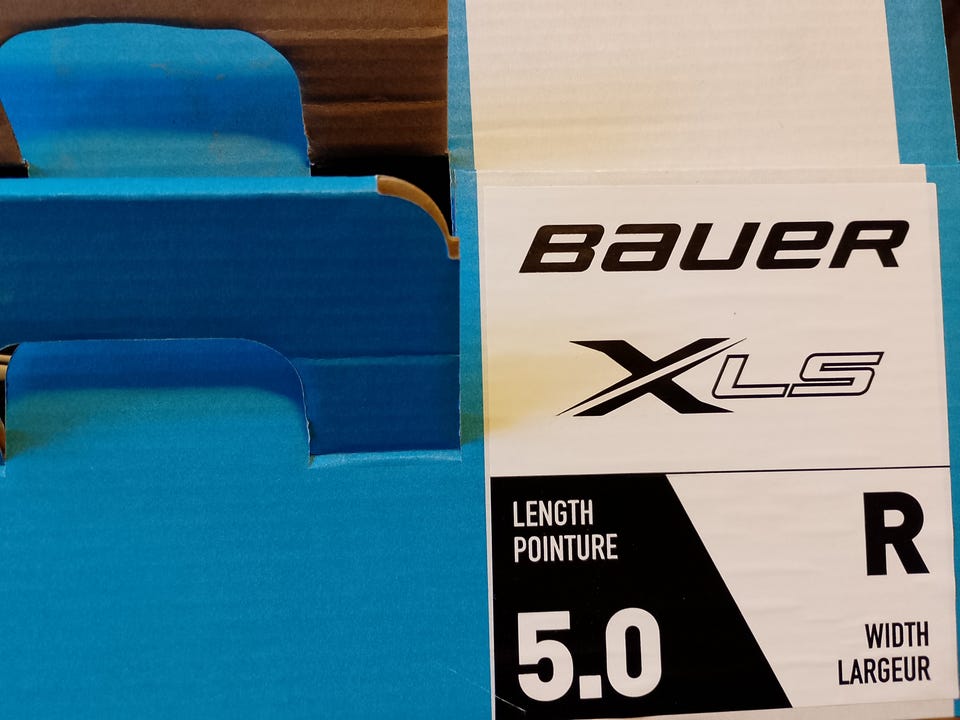 BAUER
XLS
LENGTH
POINTURE
5.0
R
WIDTH
LARGEUR